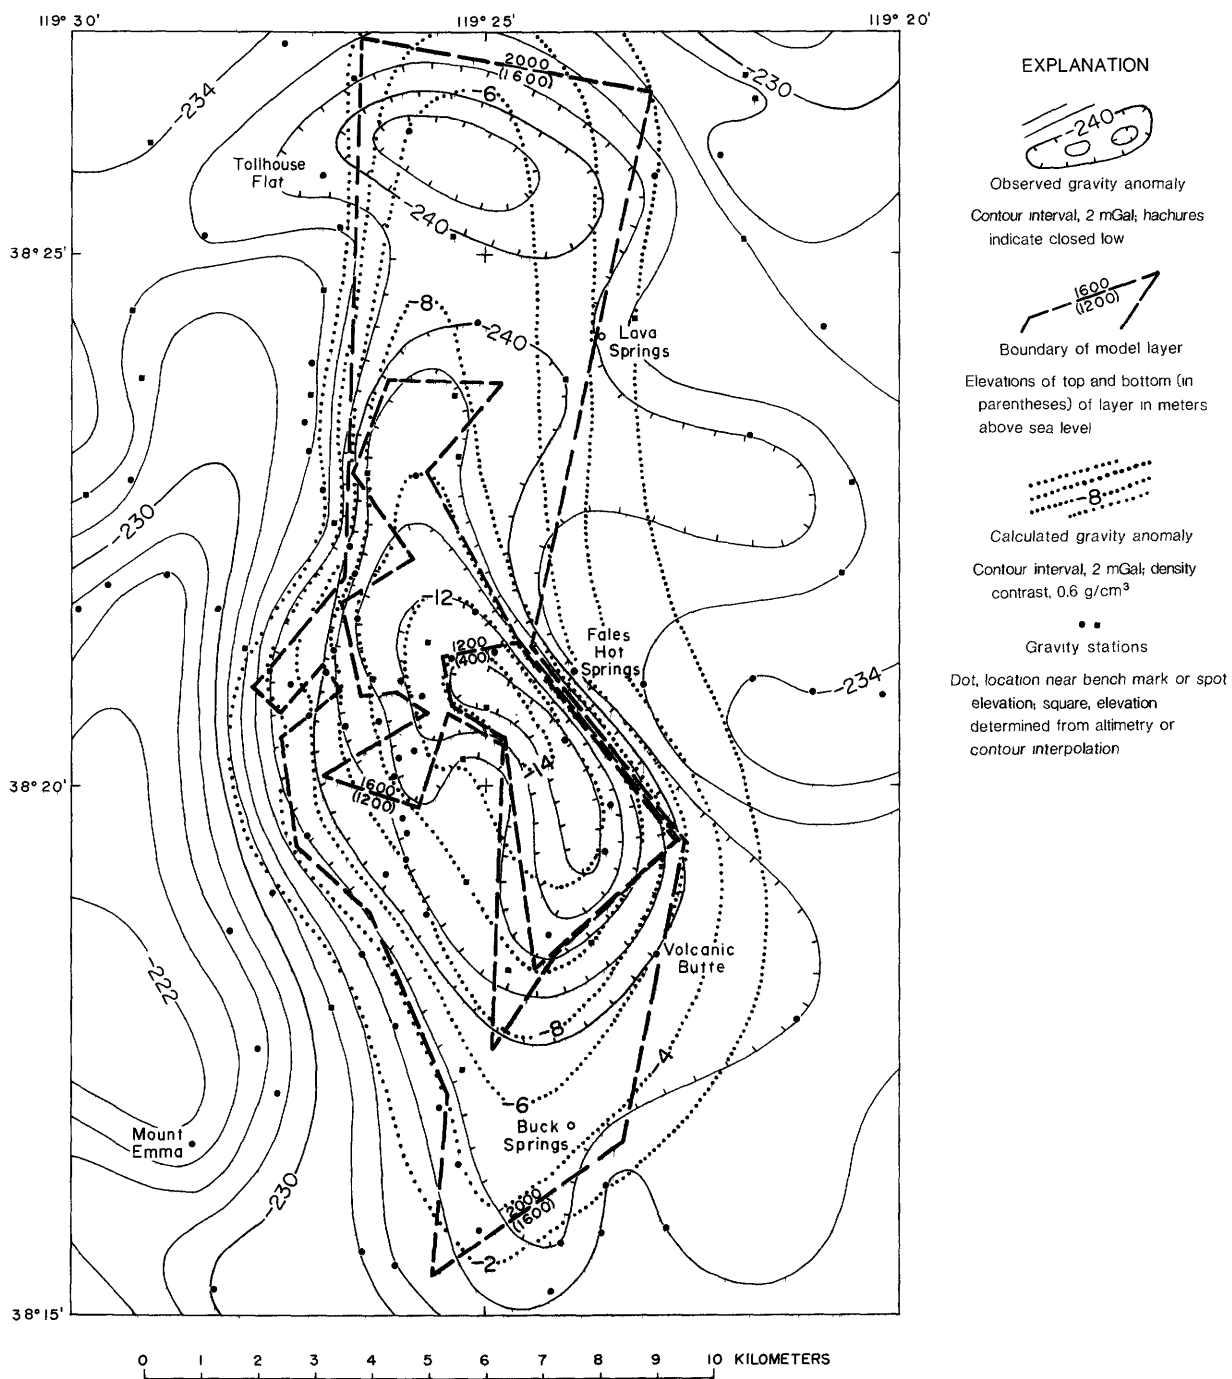 119° 30'
119° 25'
119° 20'
2000
(1600)
-230
-234
-6
Tollhouse
Flat
-240
38° 25'
-8
-240
Lava
Springs
-230
-12
1200
(400)
Fales
Hot
Springs
-234
-14
38° 20'
1600
(1200)
Volcanic
Butte
-222
-8
-4
-6
Buck
Springs
Mount
Emma
-230
2000
(1600)
-2
38° 15'
0 1 2 3 4 5 6 7 8 9 10 KILOMETERS
EXPLANATION
-240
Observed gravity anomaly
Contour interval, 2 mGal; hachures
indicate closed low
1600
(1200)
Boundary of model layer
Elevations of top and bottom (in
parentheses) of layer in meters
above sea level
-8
Calculated gravity anomaly
Contour interval, 2 mGal; density
contrast, 0.6 g/cm³
Gravity stations
Dot, location near bench mark or spot
elevation; square, elevation
determined from altimetry or
contour interpolation